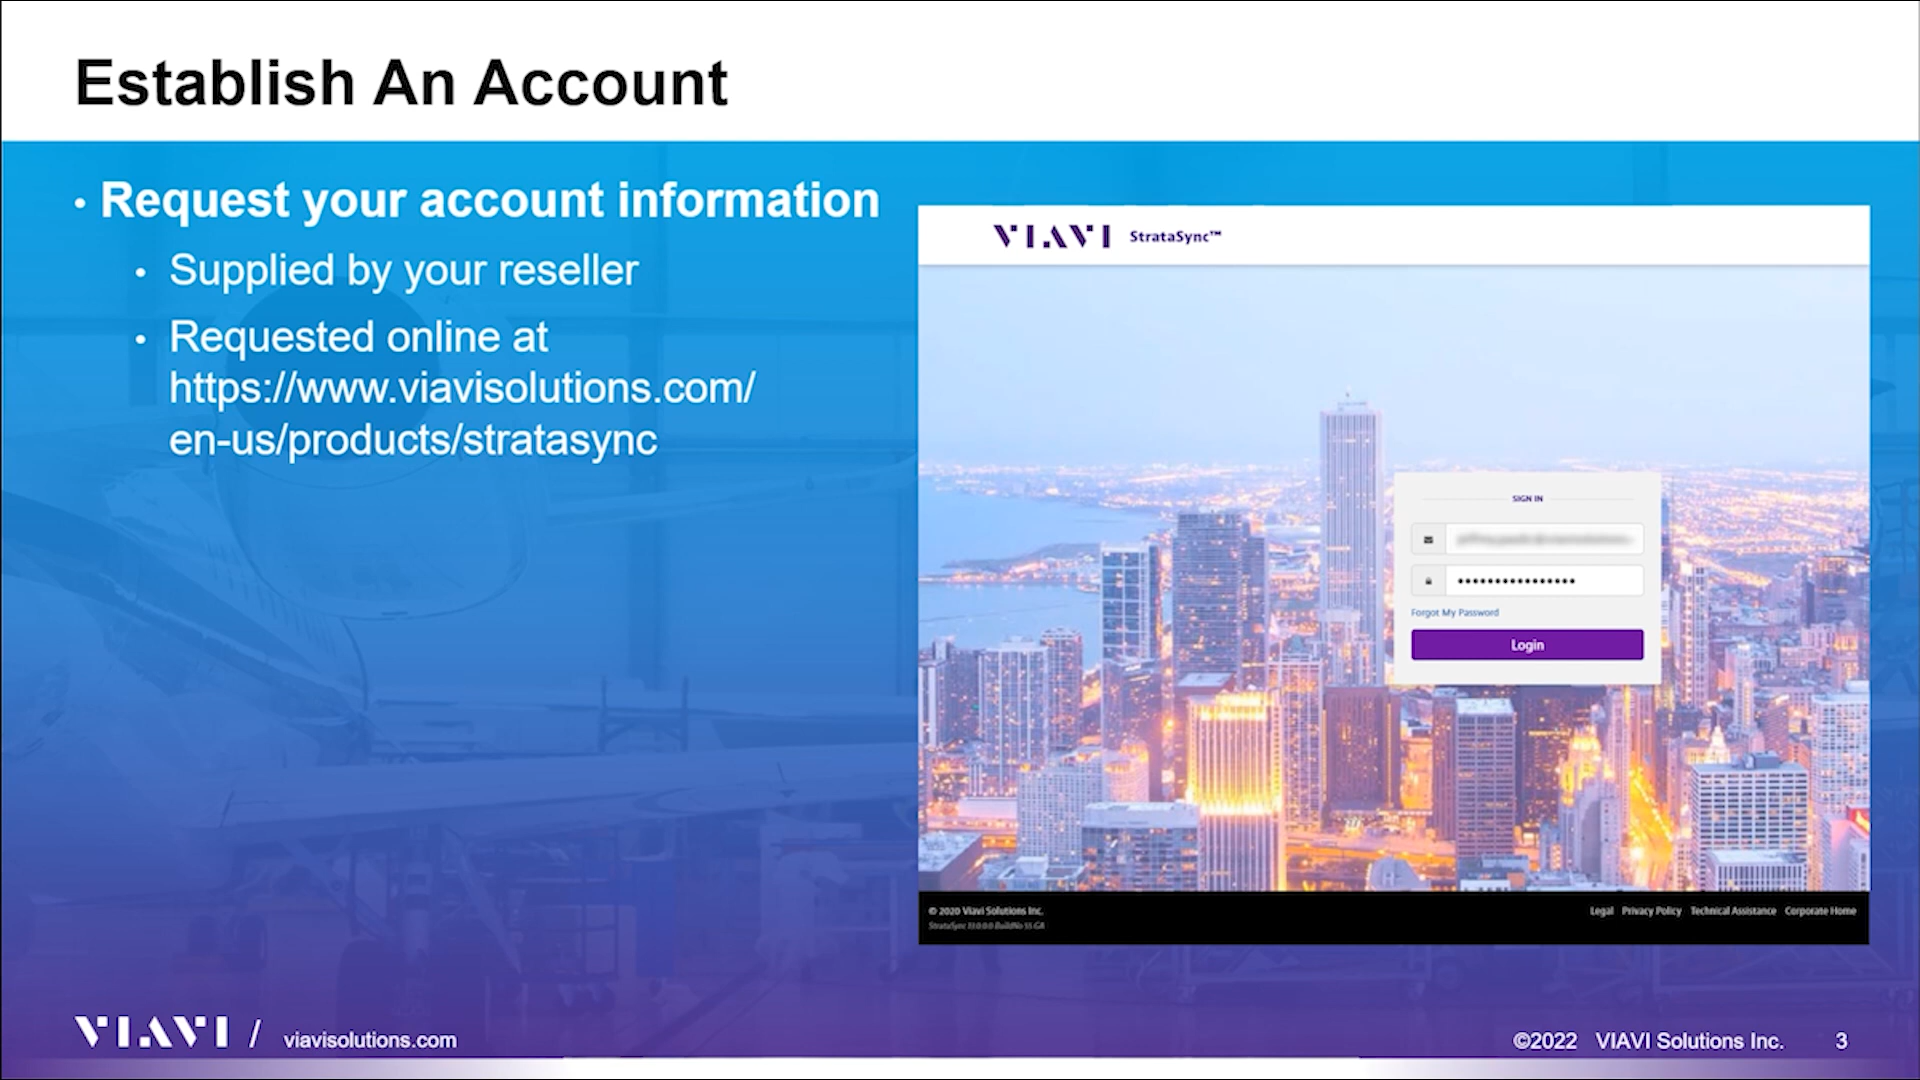 Establish An Account
• Request your account information
• Supplied by your reseller
• Requested online at
https://www.viavisolutions.com/
en-us/products/stratasync
VIAVI StrataSync™
SIGN IN
Forgot My Password
Login
© 2020 Viavi Solutions Inc.
Legal Privacy Policy Technical Assistance Corporate Home
VIAVI / viavisolutions.com
©2022 VIAVI Solutions Inc. 3